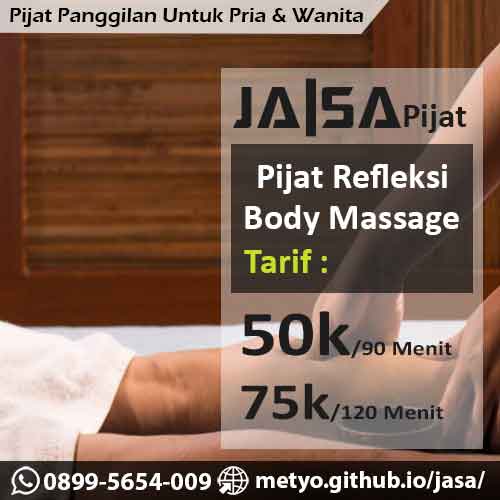 Pijat Panggilan Untuk Pria & Wanita
JA|SA Pijat
Pijat Refleksi
Body Massage
Tarif :
50k/90 Menit
75k/120 Menit
0899-5654-009 metyo.github.io/jasa/